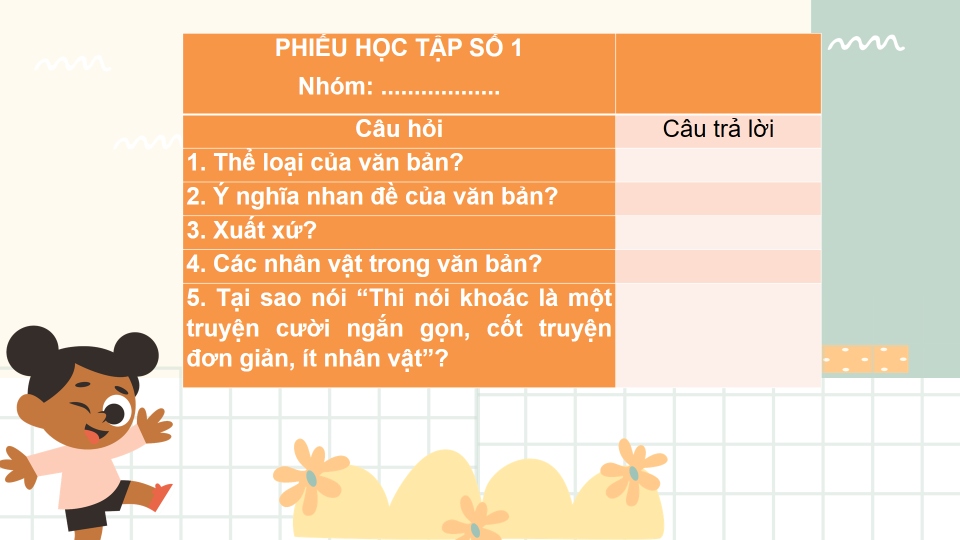 PHIẾU HỌC TẬP SỐ 1
Nhóm: ..................
Câu hỏi
Câu trả lời
1. Thể loại của văn bản?
2. Ý nghĩa nhan đề của văn bản?
3. Xuất xứ?
4. Các nhân vật trong văn bản?
5. Tại sao nói “Thi nói khoác là một
truyện cười ngắn gọn, cốt truyện
đơn giản, ít nhân vật”?